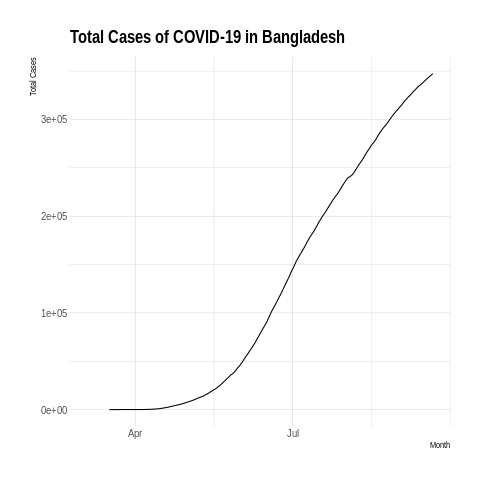 Total Cases of COVID-19 in Bangladesh
Total Cases
3e+05
2e+05
1e+05
0e+00
Apr
Jul
Month